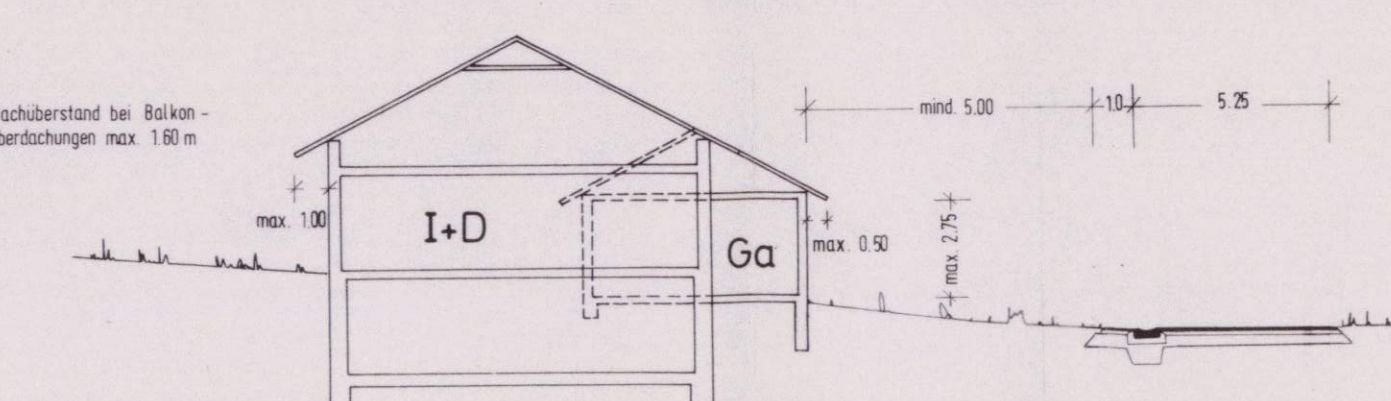 achüberstand bei Balkon -
berdachungen max. 1.60 m
mind. 5.00
1.0
5.25
max. 1.00
I+D
Ga
max. 0.50
max. 2.75